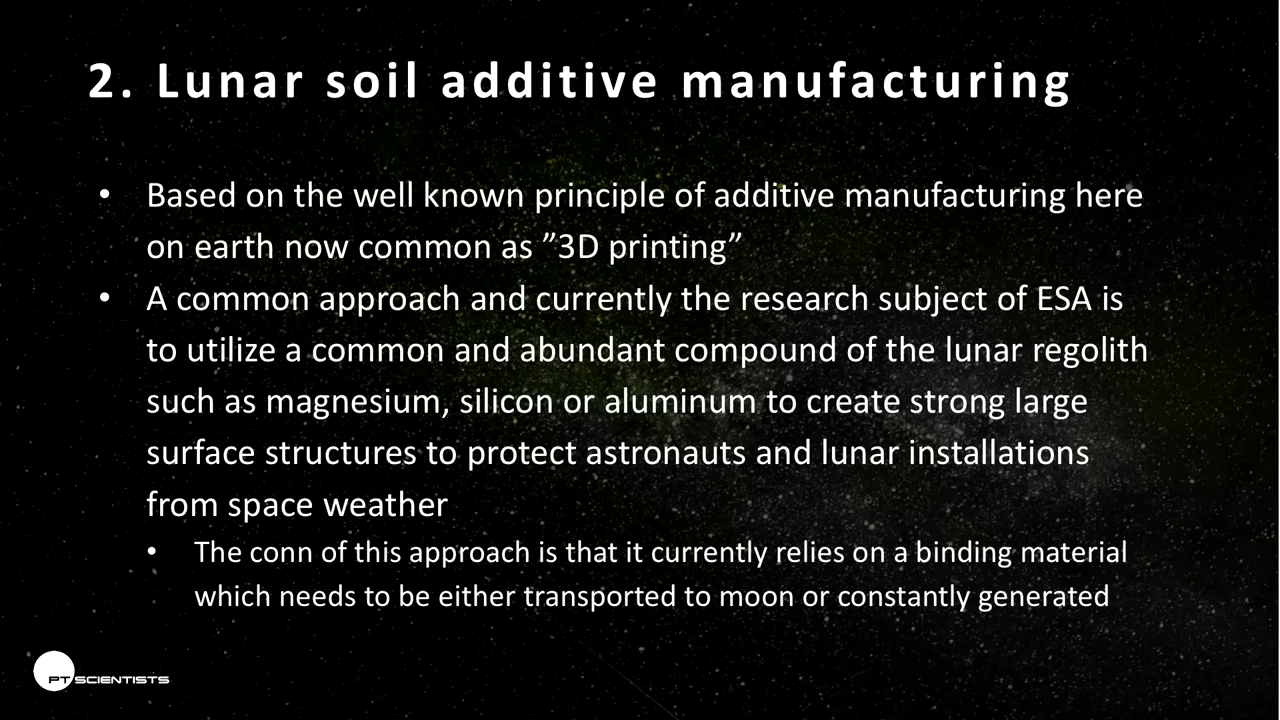 2. Lunar soil additive manufacturing
• Based on the well known principle of additive manufacturing here
on earth now common as ”3D printing”
• A common approach and currently the research subject of ESA is
to utilize a common and abundant compound of the lunar regolith
such as magnesium, silicon or aluminum to create strong large
surface structures to protect astronauts and lunar installations
from space weather
• The conn of this approach is that it currently relies on a binding material
which needs to be either transported to moon or constantly generated
PTSCIENTISTS